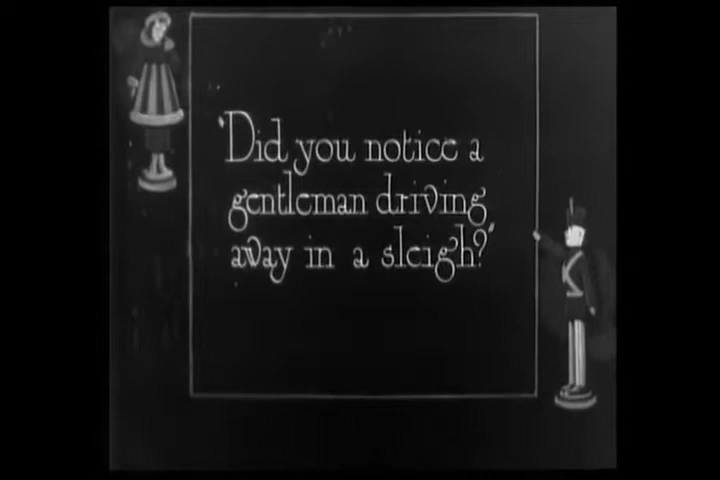 "Did you notice a
gentleman driving
away in a sleigh?"